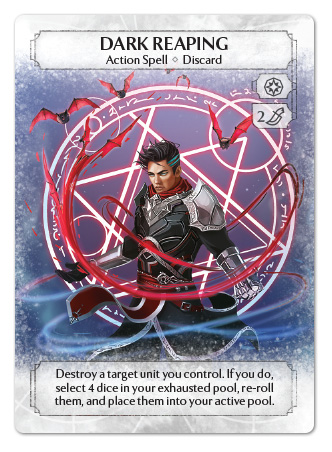 DARK REAPING
Action Spell ⬦ Discard
2
Destroy a target unit you control. If you do,
select 4 dice in your exhausted pool, re-roll
them, and place them into your active pool.